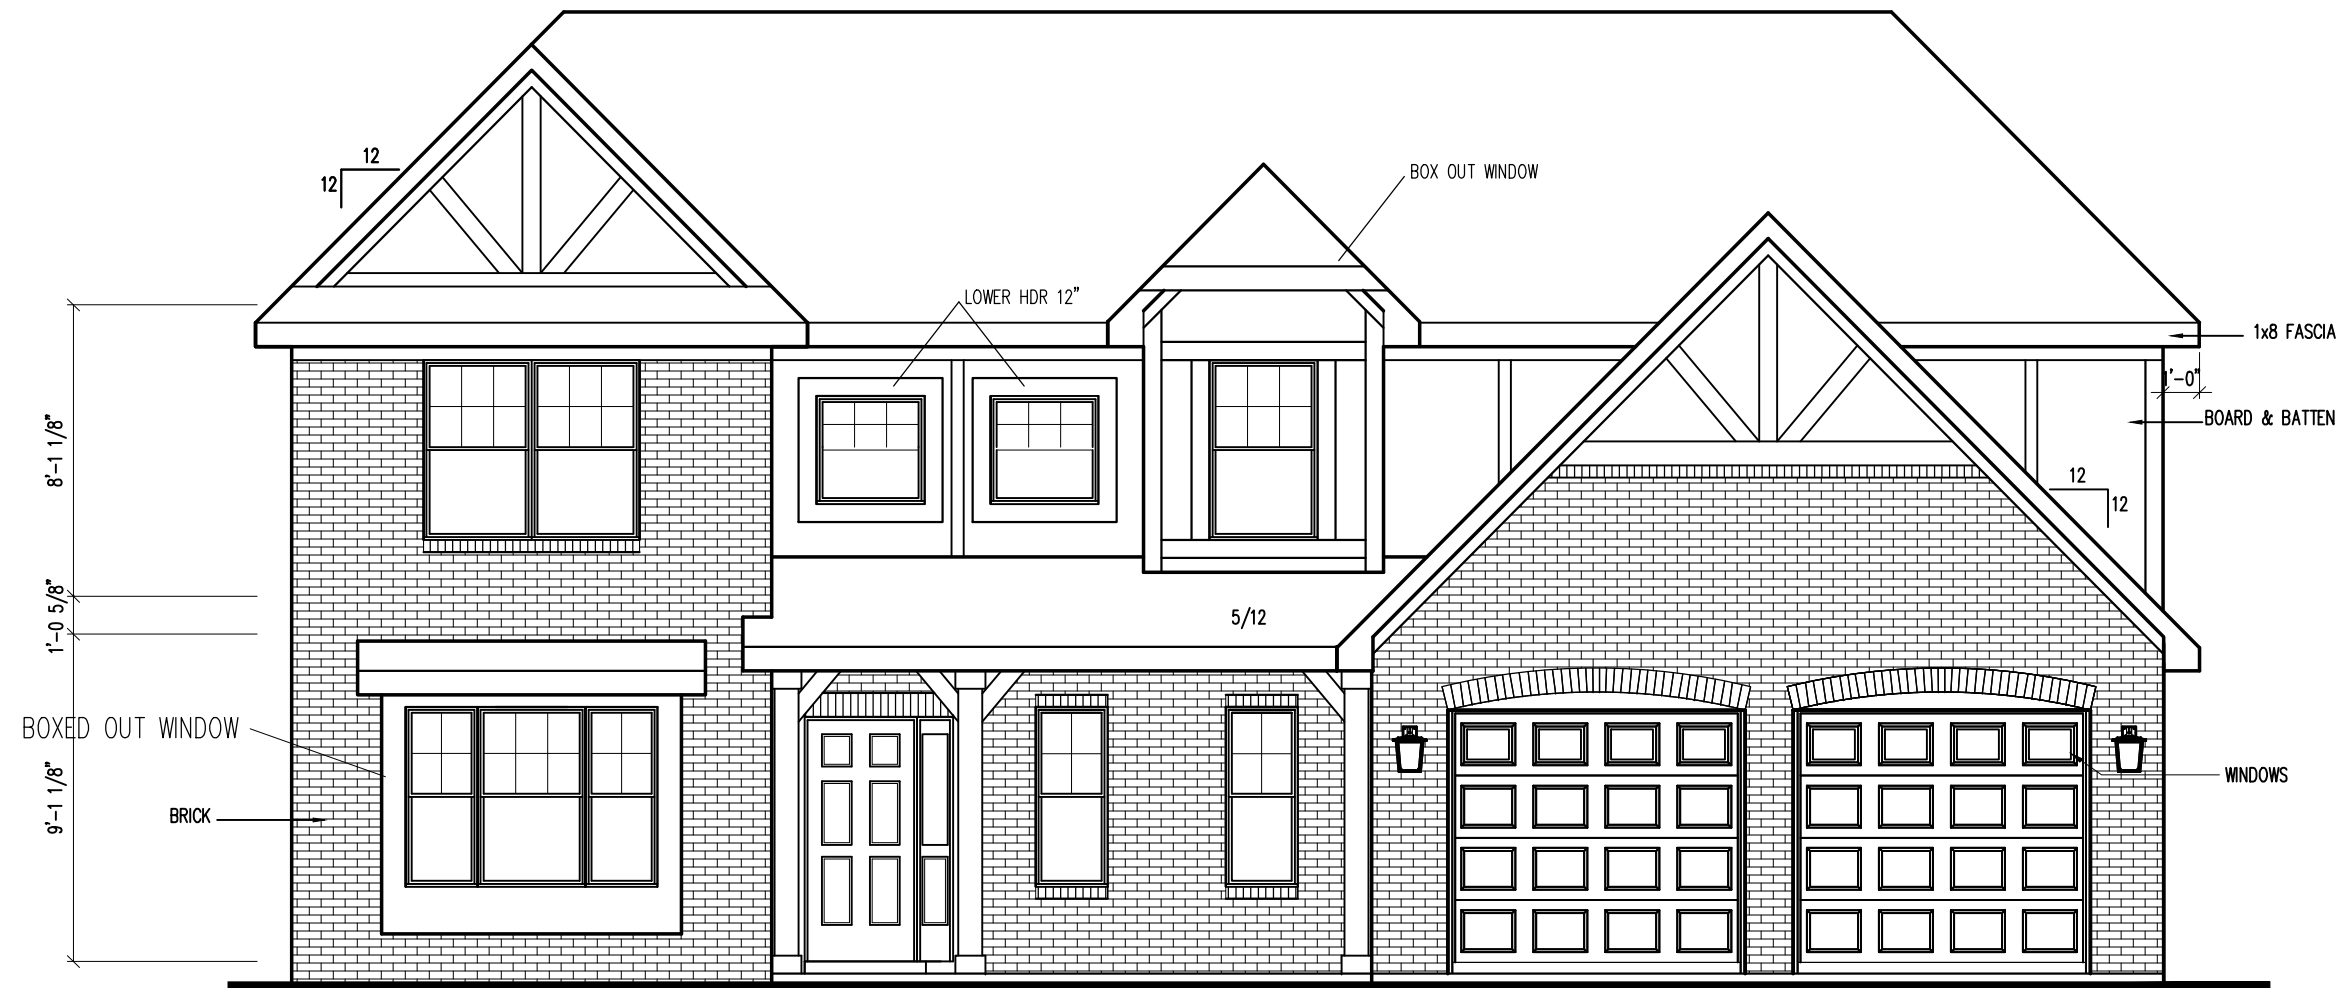 12
12
BOX OUT WINDOW
LOWER HDR 12"
1x8 FASCIA
1'-0"
BOARD & BATTEN
8'-1 1/8"
12
12
1'-0 5/8"
5/12
BOXED OUT WINDOW
WINDOWS
9'-1 1/8"
BRICK